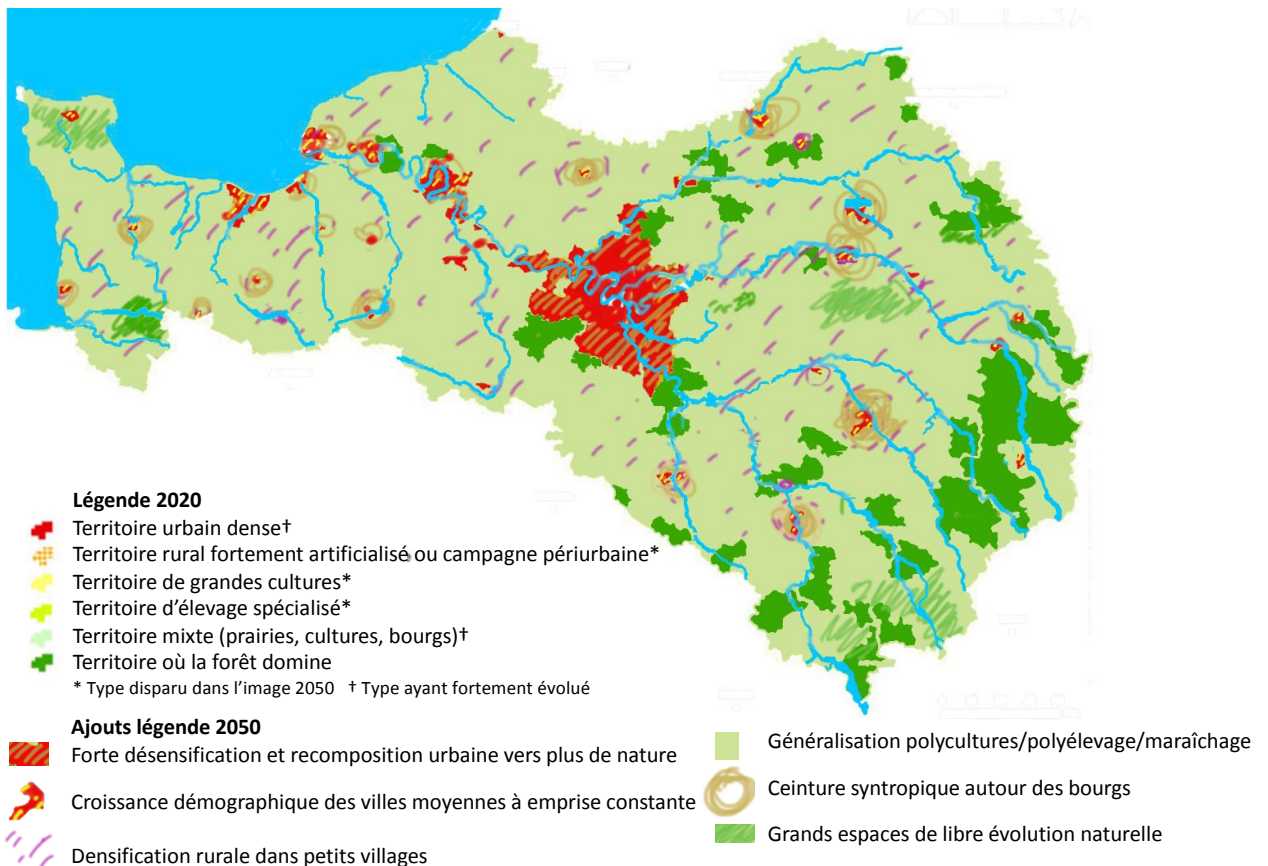 Légende 2020
Territoire urbain dense†
Territoire rural fortement artificialisé ou campagne périurbaine*
Territoire de grandes cultures*
Territoire d'élevage spécialisé*
Territoire mixte (prairies, cultures, bourgs)†
Territoire où la forêt domine
* Type disparu dans l'image 2050 † Type ayant fortement évolué
Ajouts légende 2050
Forte désensification et recomposition urbaine vers plus de nature
Croissance démographique des villes moyennes à emprise constante
Densification rurale dans petits villages
Généralisation polycultures/polyélevage/maraîchage
Ceinture syntropique autour des bourgs
Grands espaces de libre évolution naturelle